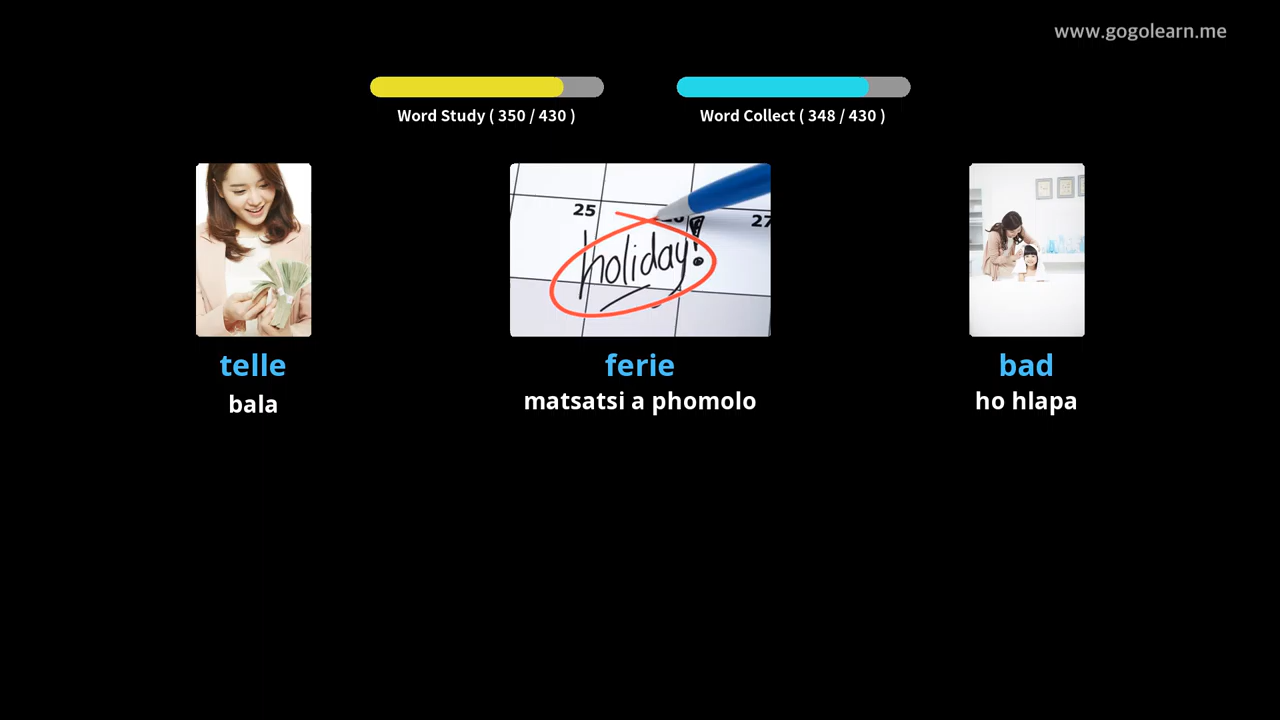 www.gogolearn.me
Word Study ( 350 / 430 )
Word Collect ( 348 / 430 )
25
27
holiday!
telle
bala
ferie
matsatsi a phomolo
bad
ho hlapa